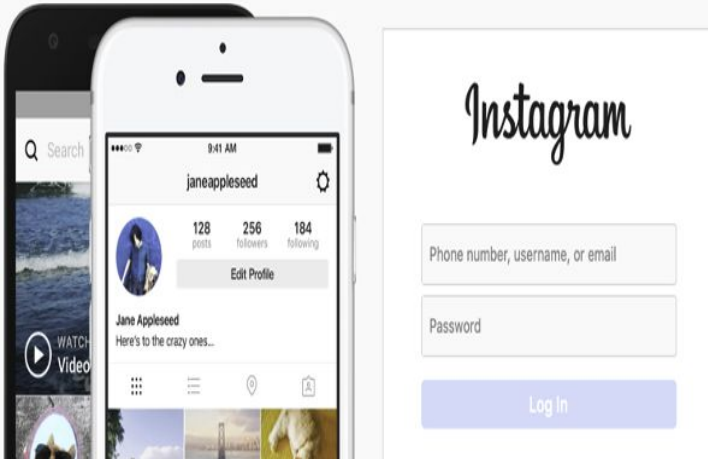 Search
WATCH
Video
9:41 AM
janeappleseed
128
256
184
posts
followers
following
Edit Profile
Jane Appleseed
Here's to the crazy ones...
Instagram
Phone number, username, or email
Password
Log In